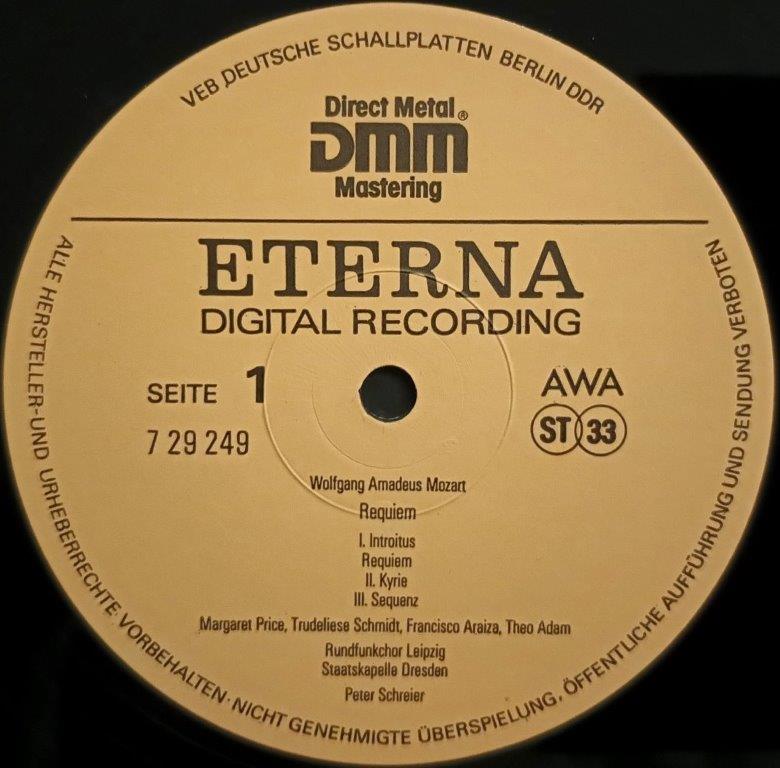 VEB DEUTSCHE SCHALLPLATTEN BERLIN DDR
Direct Metal®
DMM
Mastering
ETERNA
DIGITAL RECORDING
SEITE 1
7 29 249
AWA
ST 33
Wolfgang Amadeus Mozart
Requiem
I. Introitus
Requiem
II. Kyrie
III. Sequenz
Margaret Price, Trudeliese Schmidt, Francisco Araiza, Theo Adam
Rundfunkchor Leipzig
Staatskapelle Dresden
Peter Schreier
ALLE HERSTELLER-UND URHEBERRECHTE VORBEHALTEN · NICHT GENEHMIGTE ÜBERSPIELUNG, ÖFFENTLICHE AUFFÜHRUNG UND SENDUNG VERBOTEN